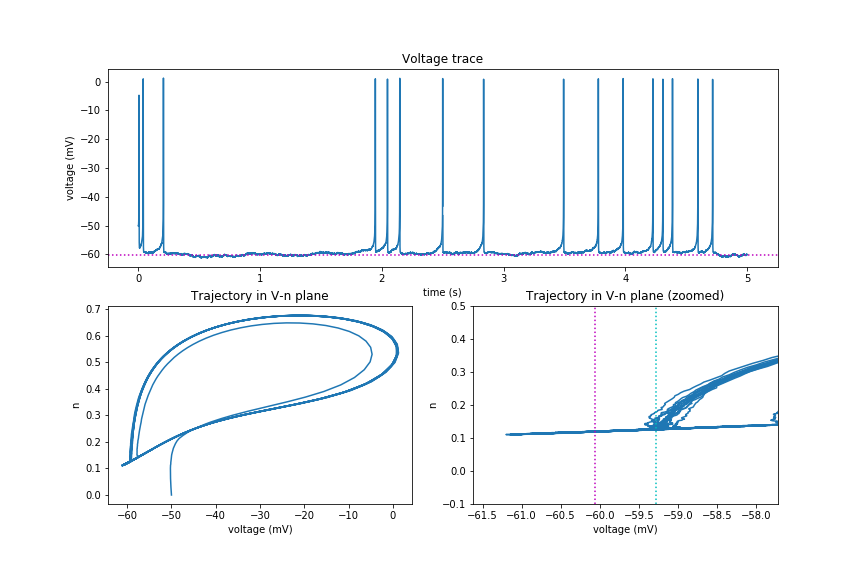 Voltage trace
voltage (mV)
0
−10
−20
−30
−40
−50
−60
0 1 2 3 4 5
time (s)
Trajectory in V-n plane
n
0.7
0.6
0.5
0.4
0.3
0.2
0.1
0.0
−60 −50 −40 −30 −20 −10 0
voltage (mV)
Trajectory in V-n plane (zoomed)
n
0.5
0.4
0.3
0.2
0.1
0.0
−0.1
−61.5 −61.0 −60.5 −60.0 −59.5 −59.0 −58.5 −58.0
voltage (mV)